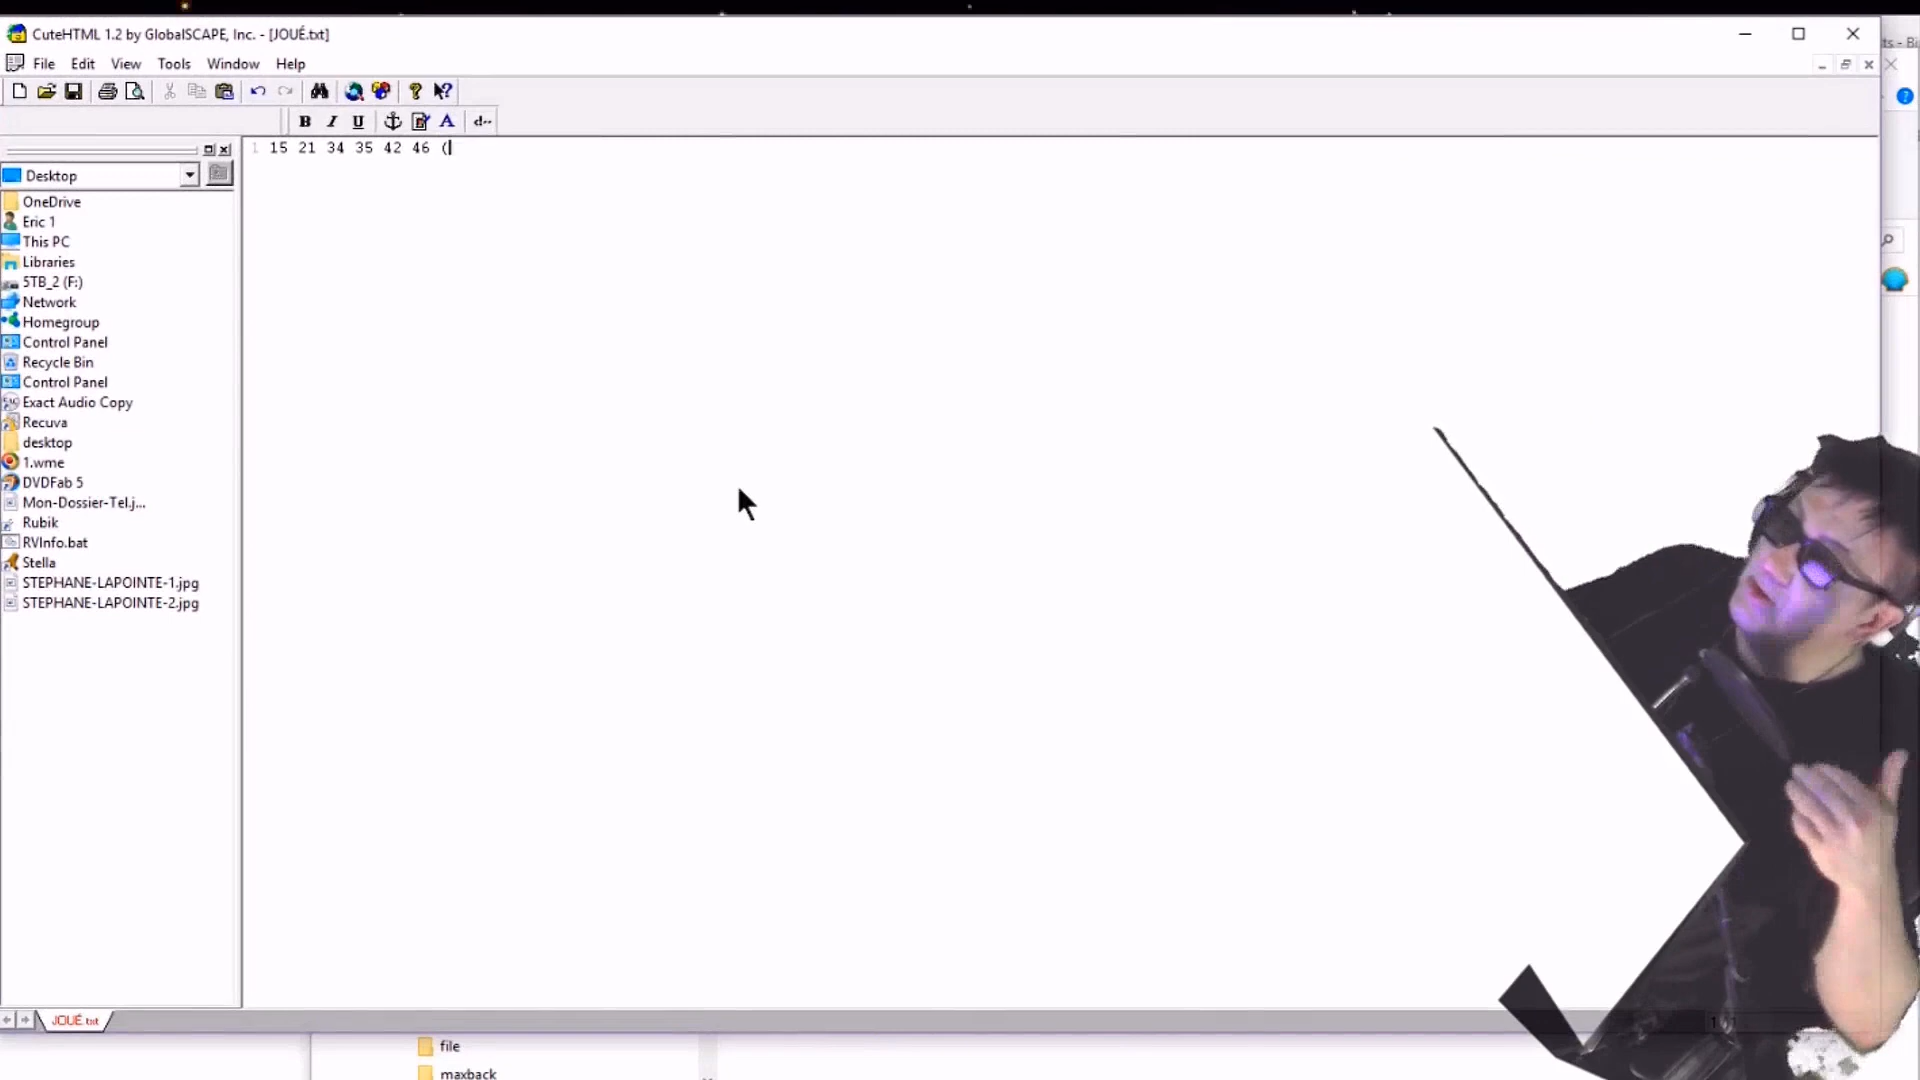 CuteHTML 1.2 by GlobalSCAPE, Inc. - [JOUÉ.txt]
File Edit View Tools Window Help
B I U A d--
1 15 21 34 35 42 46 (
Desktop
OneDrive
Eric 1
This PC
Libraries
5TB_2 (F:)
Network
Homegroup
Control Panel
Recycle Bin
Control Panel
Exact Audio Copy
Recuva
desktop
1.wme
DVDFab 5
Mon-Dossier-Tel.j...
Rubik
RVInfo.bat
Stella
STEPHANE-LAPOINTE-1.jpg
STEPHANE-LAPOINTE-2.jpg
JOUÉ.txt
file
maxback